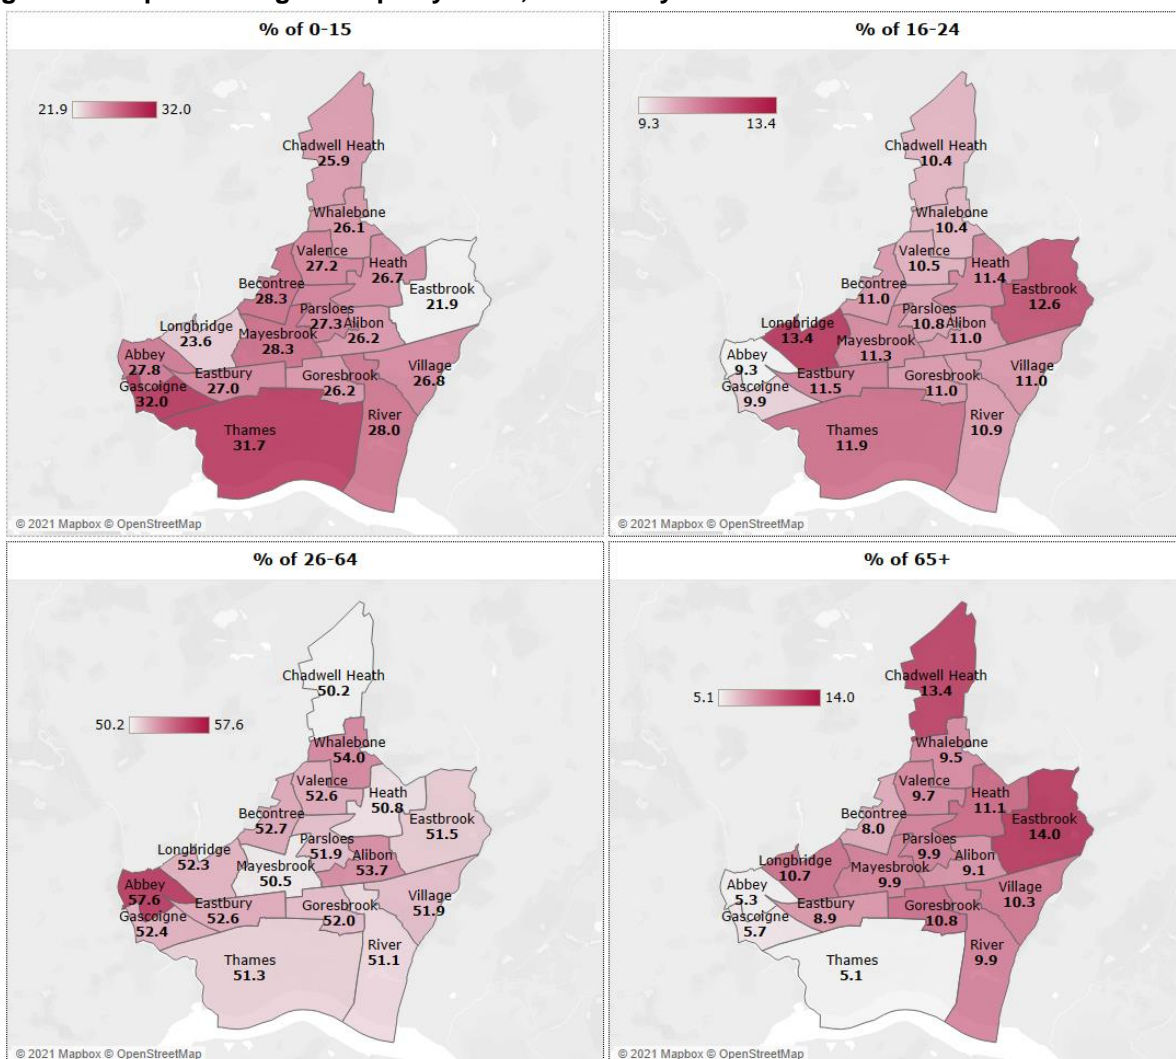 % of 0-15
21.9 32.0
Chadwell Heath
25.9
Whalebone
26.1
Valence
27.2
Heath
26.7
Eastbrook
21.9
Becontree
28.3
Parsloes
27.3
Alibon
26.2
Longbridge
23.6
Mayesbrook
28.3
Abbey
27.8
Village
26.8
Gascoigne
32.0
Eastbury
27.0
Goresbrook
26.2
River
28.0
Thames
31.7
© 2021 Mapbox © OpenStreetMap
% of 16-24
9.3 13.4
Chadwell Heath
10.4
Whalebone
10.4
Valence
10.5
Heath
11.4
Eastbrook
12.6
Becontree
11.0
Parsloes
10.8
Alibon
11.0
Longbridge
13.4
Mayesbrook
11.3
Abbey
9.3
Village
11.0
Gascoigne
9.9
Eastbury
11.5
Goresbrook
11.0
River
10.9
Thames
11.9
© 2021 Mapbox © OpenStreetMap
% of 26-64
50.2 57.6
Chadwell Heath
50.2
Whalebone
54.0
Valence
52.6
Heath
50.8
Eastbrook
51.5
Becontree
52.7
Parsloes
51.9
Alibon
53.7
Longbridge
52.3
Mayesbrook
50.5
Abbey
57.6
Village
51.9
Gascoigne
52.4
Eastbury
52.6
Goresbrook
52.0
River
51.1
Thames
51.3
© 2021 Mapbox © OpenStreetMap
% of 65+
5.1 14.0
Chadwell Heath
13.4
Whalebone
9.5
Valence
9.7
Heath
11.1
Eastbrook
14.0
Becontree
8.0
Parsloes
9.9
Alibon
9.1
Longbridge
10.7
Mayesbrook
9.9
Abbey
5.3
Village
10.3
Gascoigne
5.7
Eastbury
8.9
Goresbrook
10.8
River
9.9
Thames
5.1
© 2021 Mapbox © OpenStreetMap